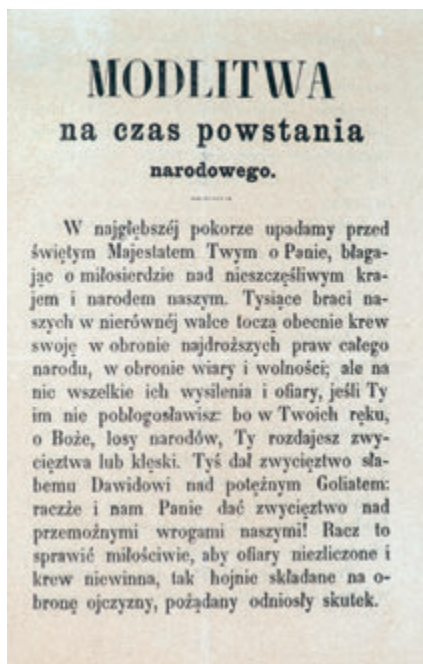 MODLITWA
na czas powstania
narodowego.
W najgłębszéj pokorze upadamy przed
świętym Majestatem Twym o Panie, błaga-
jąc o miłosierdzie nad nieszczęśliwym kra-
jem i narodem naszym. Tysiące braci na-
szych w nierównéj walce toczą obecnie krew
swoję w obronie najdroższych praw całego
narodu, w obronie wiary i wolności; ale na
nic wszelkie ich wysilenia i ofiary, jeśli Ty
im nie pobłogosławisz: bo w Twoich ręku,
o Boże, losy narodów, Ty rozdajesz zwy-
cięztwa lub klęski. Tyś dał zwycięztwo sła-
bemu Dawidowi nad potężnym Goliatem:
raczże i nam Panie dać zwycięztwo nad
przemożnymi wrogami naszymi! Racz to
sprawić miłościwie, aby ofiary niezliczone i
krew niewinna, tak hojnie składane na o-
bronę ojczyzny, pożądany odniosły skutek.